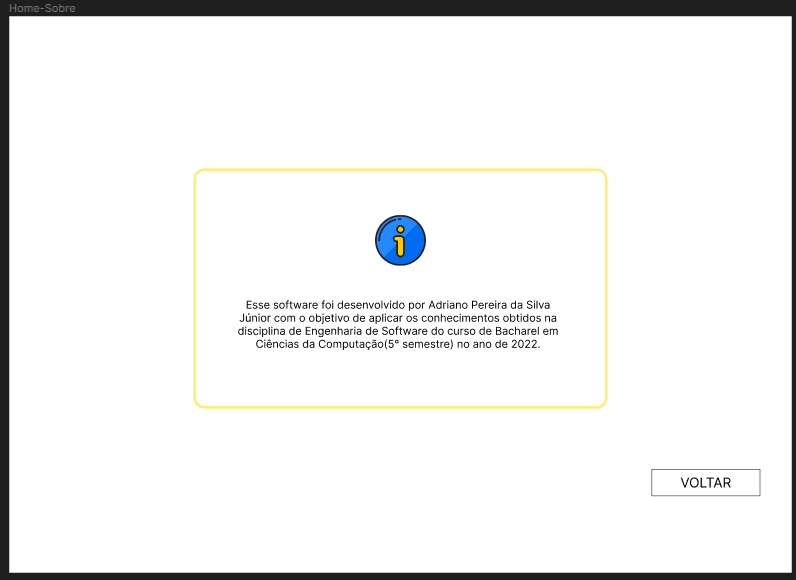 Home-Sobre
Esse software foi desenvolvido por Adriano Pereira da Silva
Júnior com o objetivo de aplicar os conhecimentos obtidos na
disciplina de Engenharia de Software do curso de Bacharel em
Ciências da Computação(5° semestre) no ano de 2022.
VOLTAR